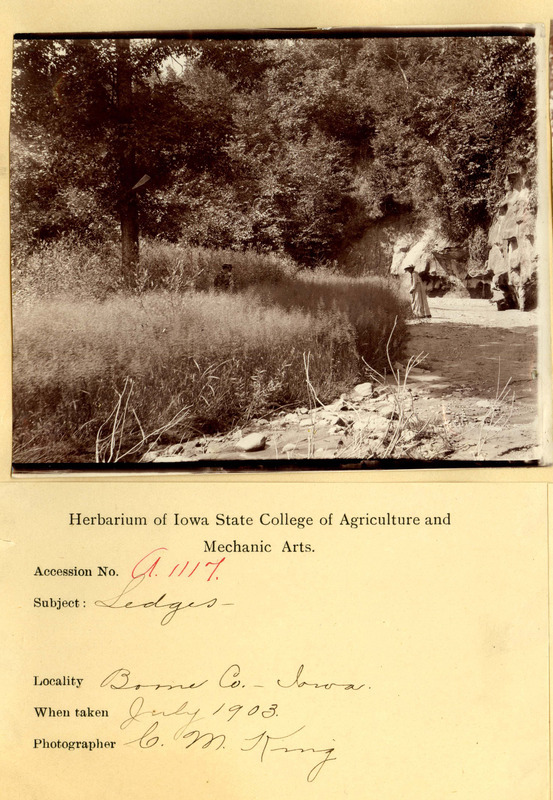 Herbarium of Iowa State College of Agriculture and
Mechanic Arts.
Accession No. A. 1117.
Subject: Ledges-
Locality Boone Co. - Iowa.
When taken July 1903.
Photographer C. M. King